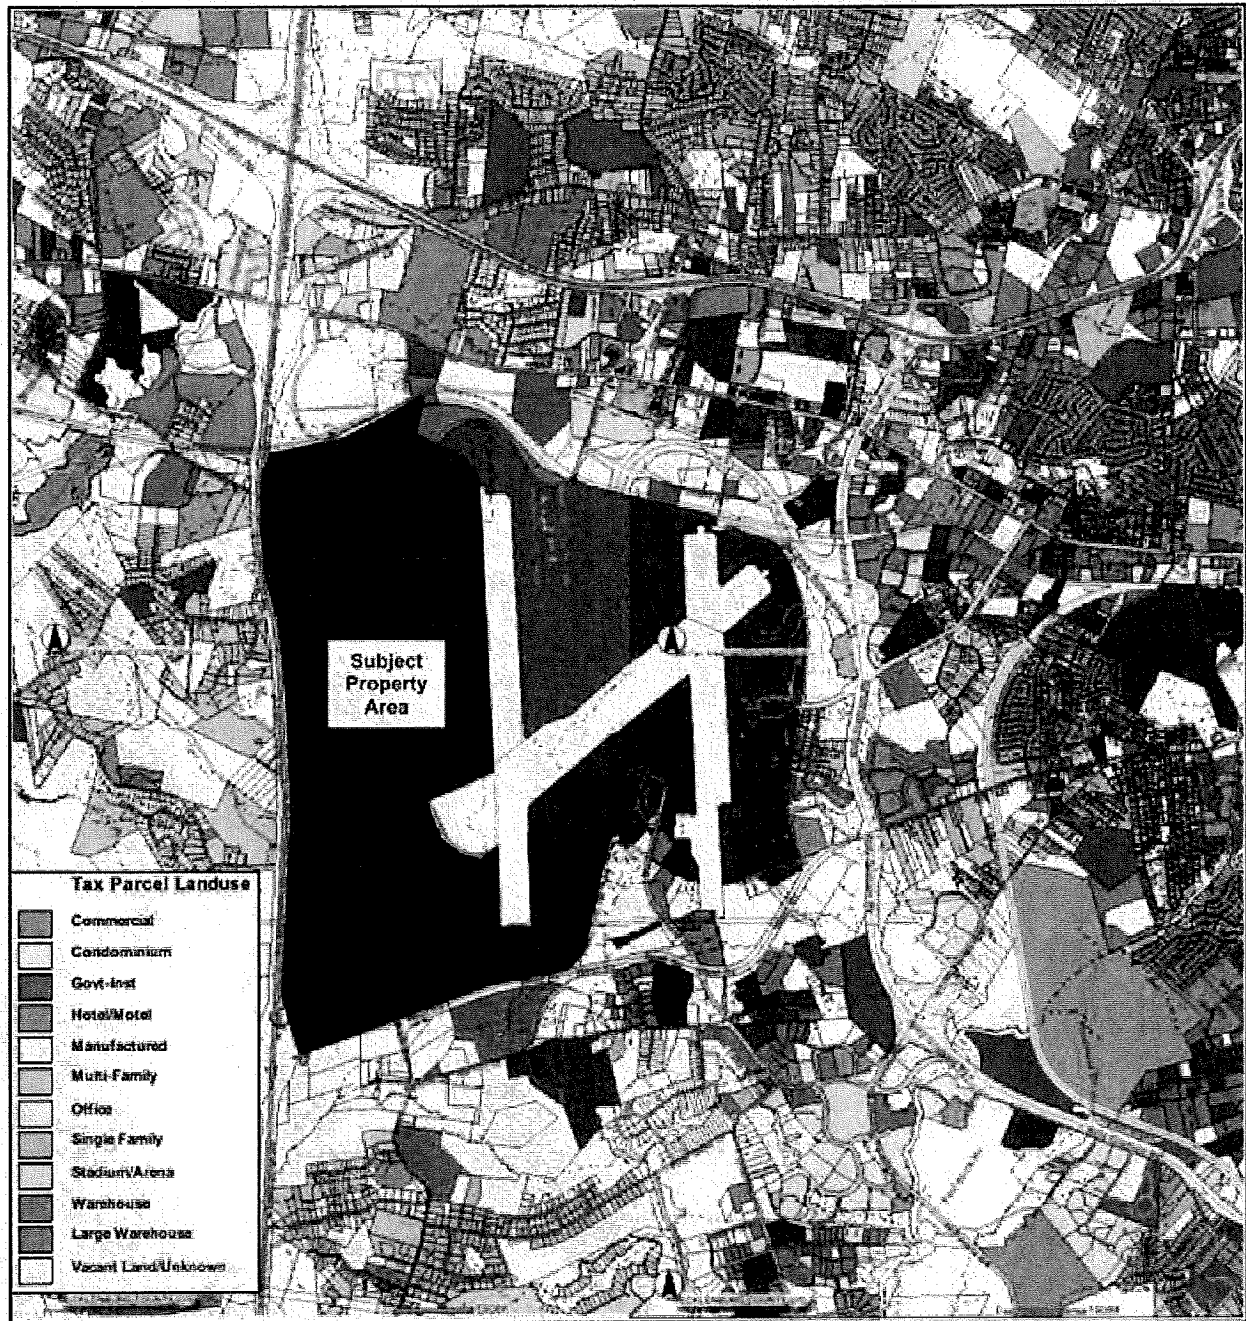 Subject
Property
Area
Tax Parcel Landuse
Commercial
Condominium
Govt-Inst
Hotel/Motel
Manufactured
Multi-Family
Office
Single Family
Stadium/Arena
Warehouse
Large Warehouse
Vacant Land/Unknown